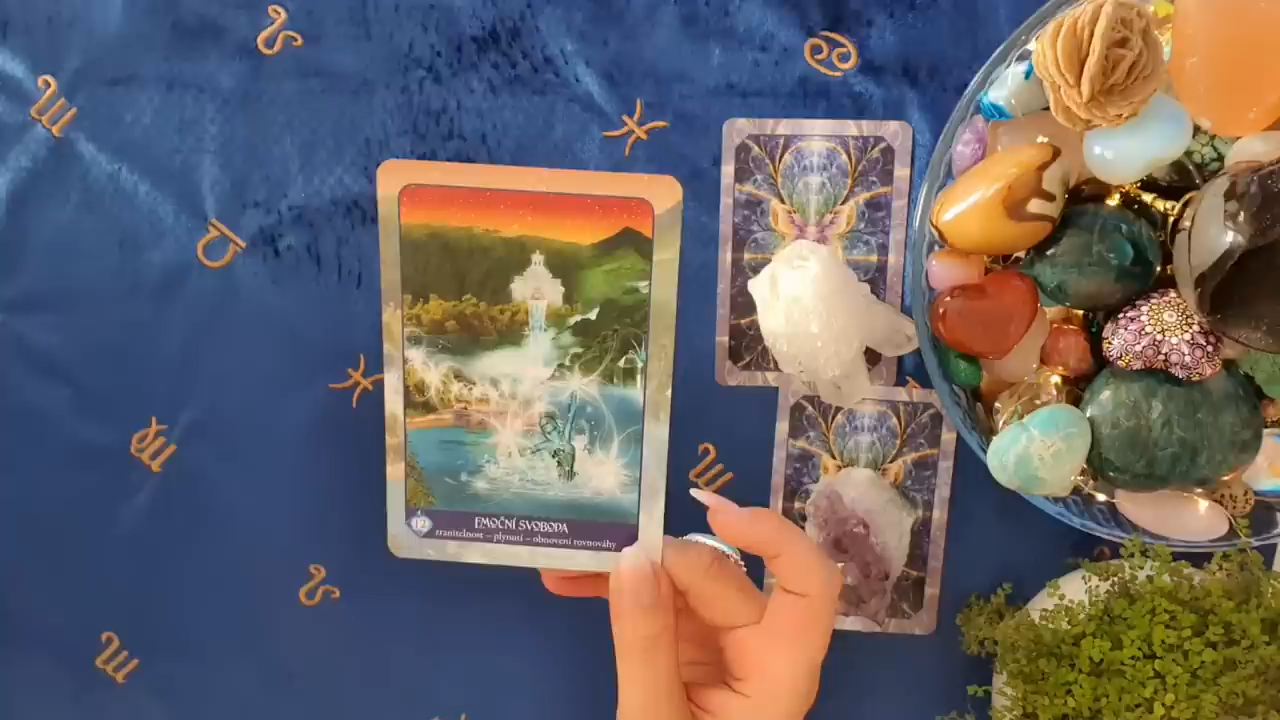 12
EMOČNÍ SVOBODA
zranitelnost – plynutí – obnovení rovnováhy